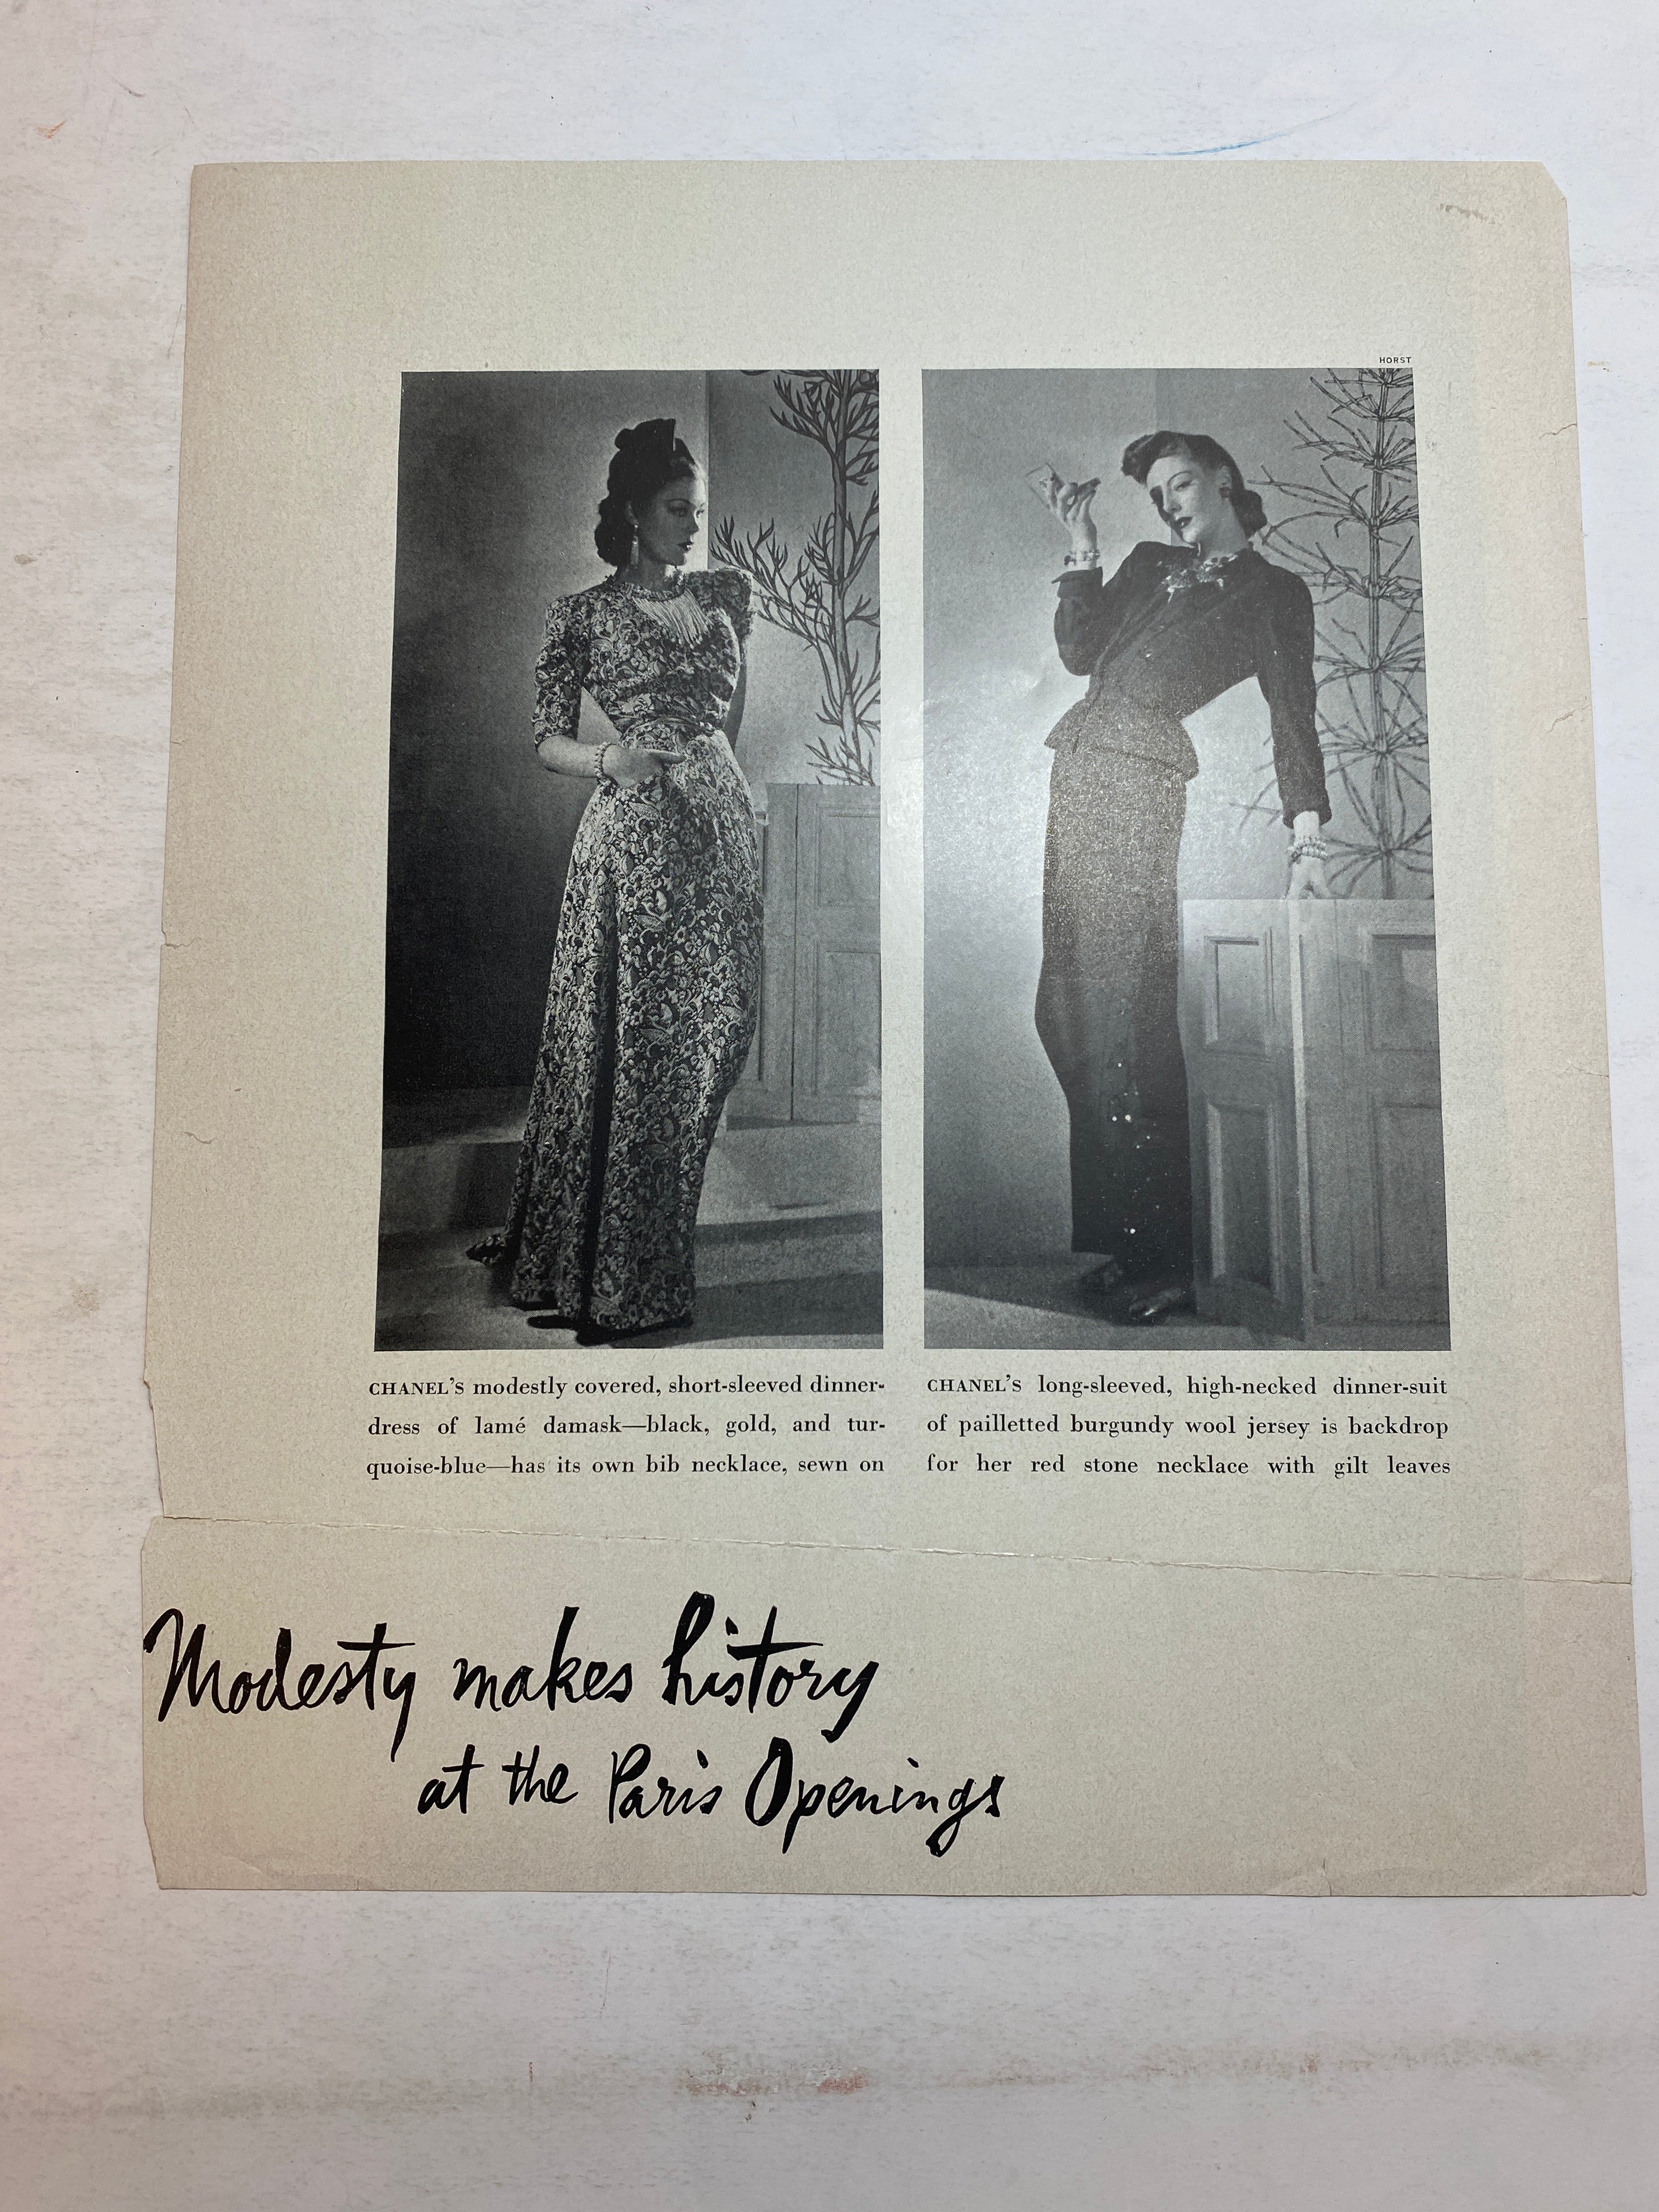 HORST
CHANEL'S modestly covered, short-sleeved dinner-
dress of lamé damask—black, gold, and tur-
quoise-blue—has its own bib necklace, sewn on
CHANEL'S long-sleeved, high-necked dinner-suit
of pailletted burgundy wool jersey is backdrop
for her red stone necklace with gilt leaves
Modesty makes history
at the Paris Openings